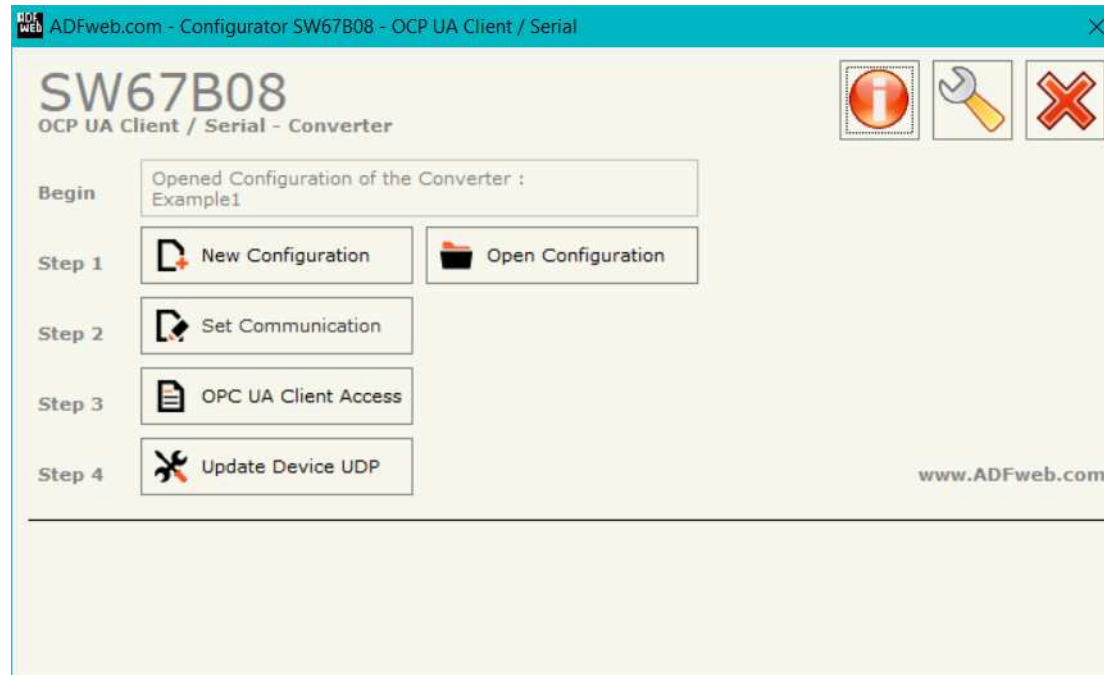 ADF
WEB
ADFweb.com - Configurator SW67B08 - OCP UA Client / Serial
SW67B08
OCP UA Client / Serial - Converter
Begin
Opened Configuration of the Converter :
Example1
Step 1
New Configuration
Open Configuration
Step 2
Set Communication
Step 3
OPC UA Client Access
Step 4
Update Device UDP
www.ADFweb.com